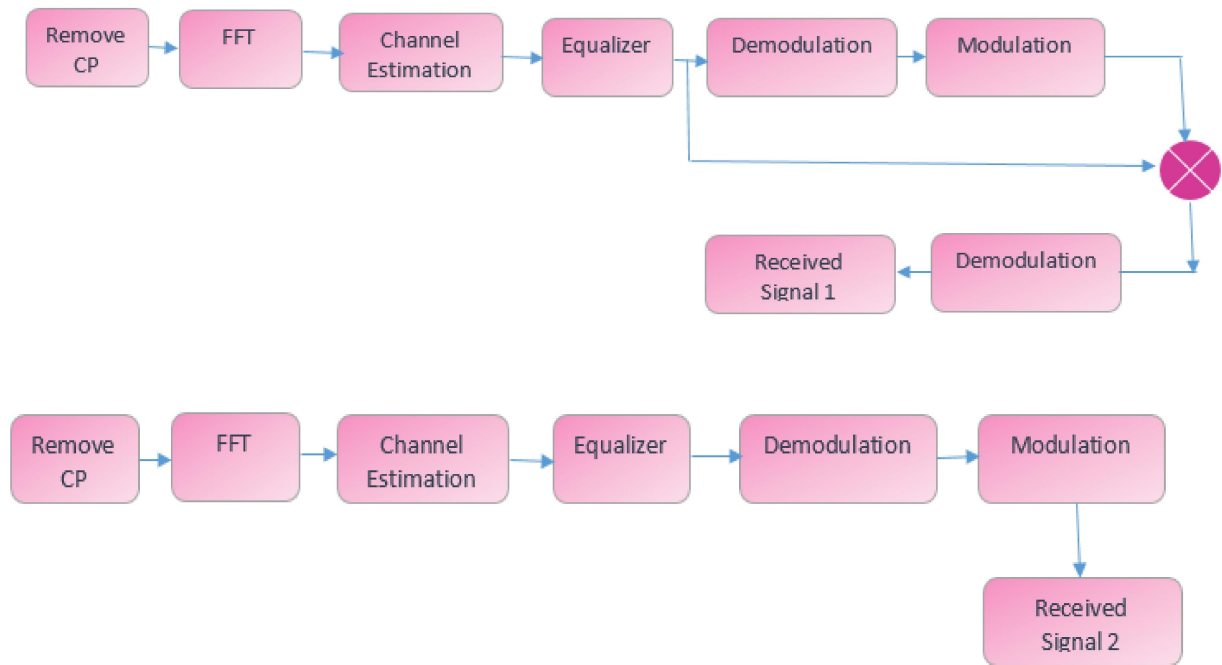 Remove
CP
FFT
Channel
Estimation
Equalizer
Demodulation
Modulation
Received
Signal 1
Demodulation
Remove
CP
FFT
Channel
Estimation
Equalizer
Demodulation
Modulation
Received
Signal 2